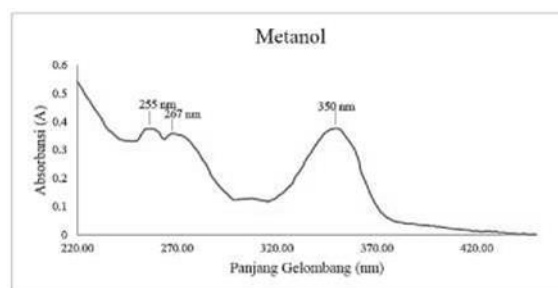 Metanol
0.6
0.5
0.4
0.3
0.2
0.1
0
Absorbansi (A)
255 nm
267 nm
350 nm
220.00 270.00 320.00 370.00 420.00
Panjang Gelombang (nm)